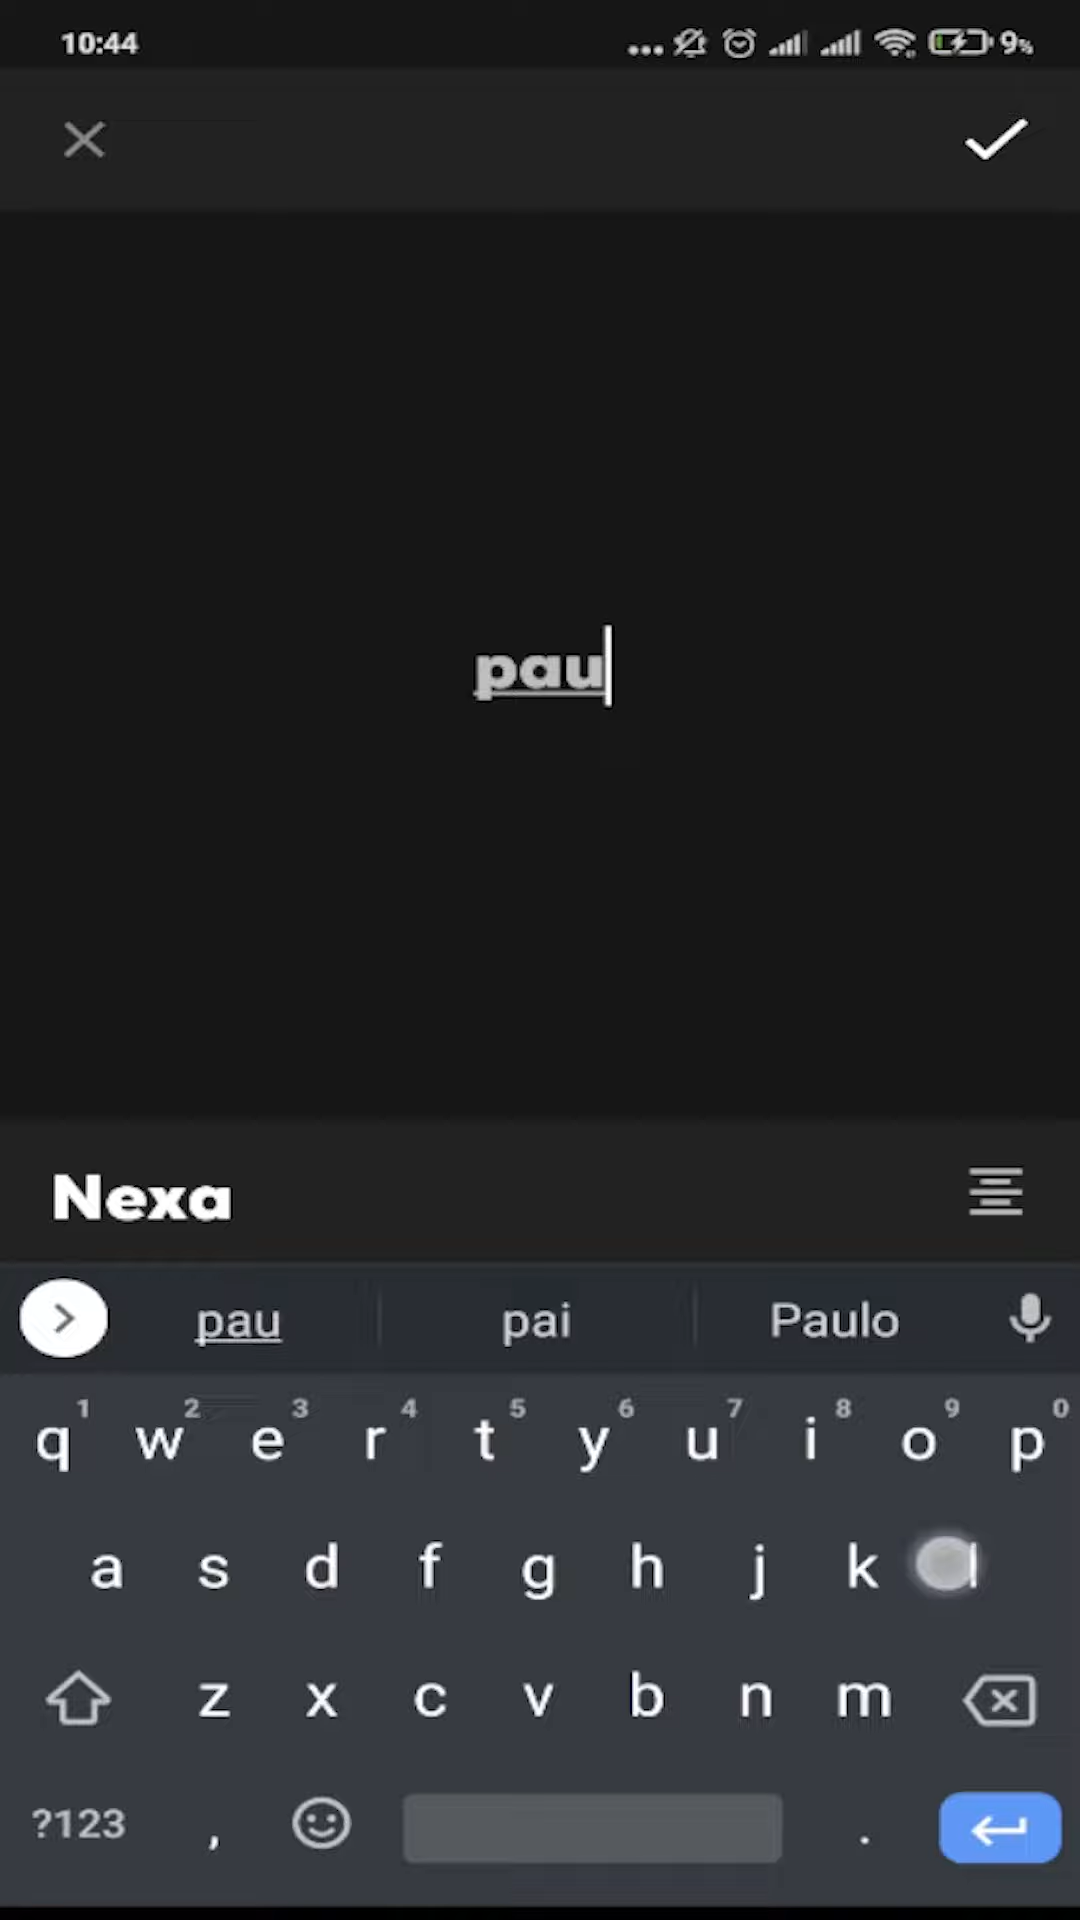 10:44
9%
pau
Nexa
pau pai Paulo
1 2 3 4 5 6 7 8 9 0
q w e r t y u i o p
a s d f g h j k l
z x c v b n m
?123 , .